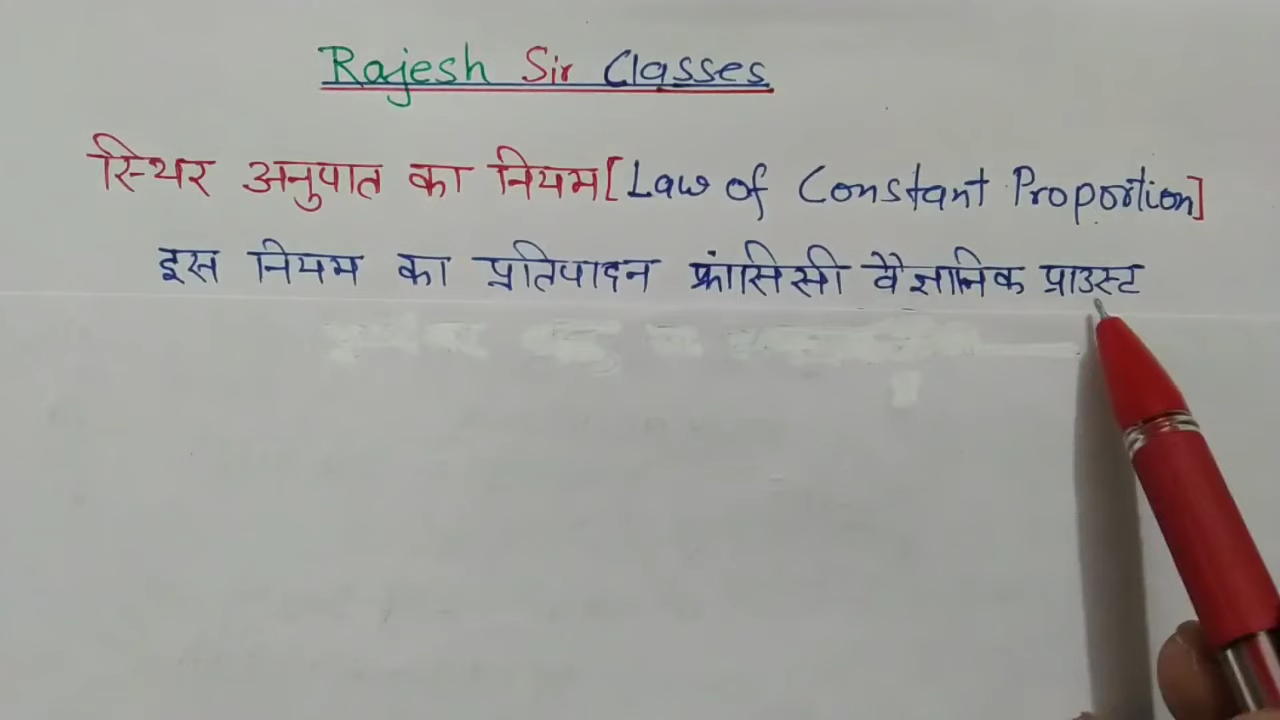 Rajesh Sir Classes
स्थिर अनुपात का नियम [Law of Constant Proportion]
इस नियम का प्रतिपादन फ्रांसिसी वैज्ञानिक प्राउस्ट